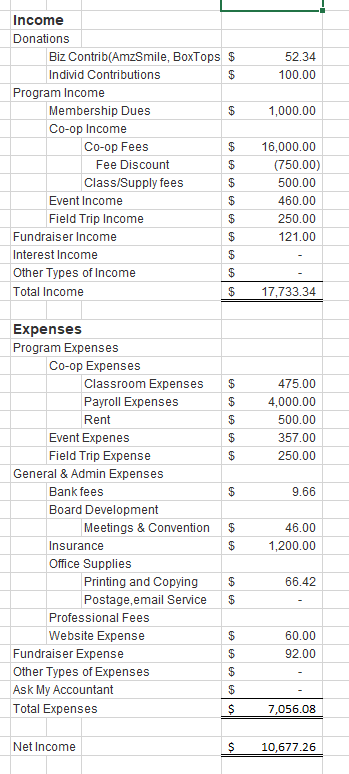 Income
Donations
Biz Contrib(AmzSmile, BoxTops $ 52.34
Individ Contributions $ 100.00
Program Income
Membership Dues $ 1,000.00
Co-op Income
Co-op Fees $ 16,000.00
Fee Discount $ (750.00)
Class/Supply fees $ 500.00
Event Income $ 460.00
Field Trip Income $ 250.00
Fundraiser Income $ 121.00
Interest Income $ -
Other Types of Income $ -
Total Income $ 17,733.34
Expenses
Program Expenses
Co-op Expenses
Classroom Expenses $ 475.00
Payroll Expenses $ 4,000.00
Rent $ 500.00
Event Expenes $ 357.00
Field Trip Expense $ 250.00
General & Admin Expenses
Bank fees $ 9.66
Board Development
Meetings & Convention $ 46.00
Insurance $ 1,200.00
Office Supplies
Printing and Copying $ 66.42
Postage,email Service $ -
Professional Fees
Website Expense $ 60.00
Fundraiser Expense $ 92.00
Other Types of Expenses $ -
Ask My Accountant $ -
Total Expenses $ 7,056.08
Net Income $ 10,677.26